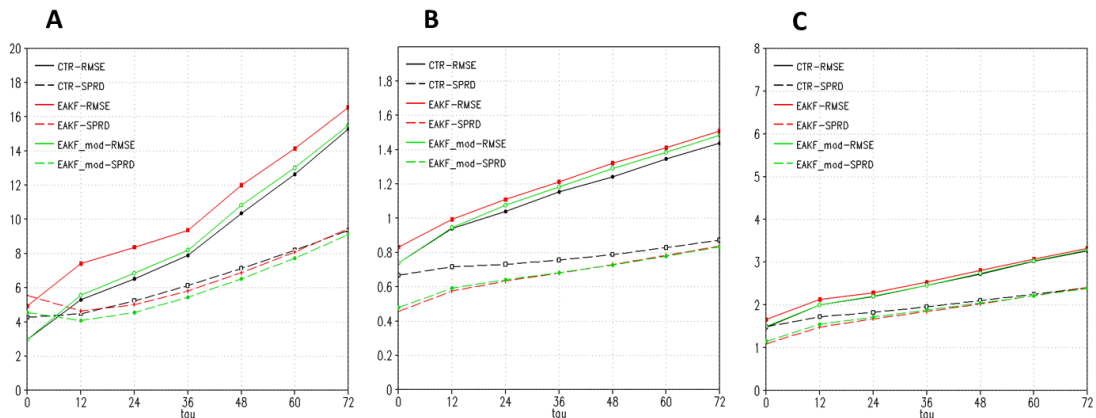 A
20
18
16
14
12
10
8
6
4
2
0
CTR-RMSE
CTR-SPRD
EAKF-RMSE
EAKF-SPRD
EAKF_mod-RMSE
EAKF_mod-SPRD
0 12 24 36 48 60 72
tau
B
2
1.8
1.6
1.4
1.2
1
0.8
0.6
0.4
0.2
0
CTR-RMSE
CTR-SPRD
EAKF-RMSE
EAKF-SPRD
EAKF_mod-RMSE
EAKF_mod-SPRD
0 12 24 36 48 60 72
tau
C
8
7
6
5
4
3
2
1
0
CTR-RMSE
CTR-SPRD
EAKF-RMSE
EAKF-SPRD
EAKF_mod-RMSE
EAKF_mod-SPRD
0 12 24 36 48 60 72
tau